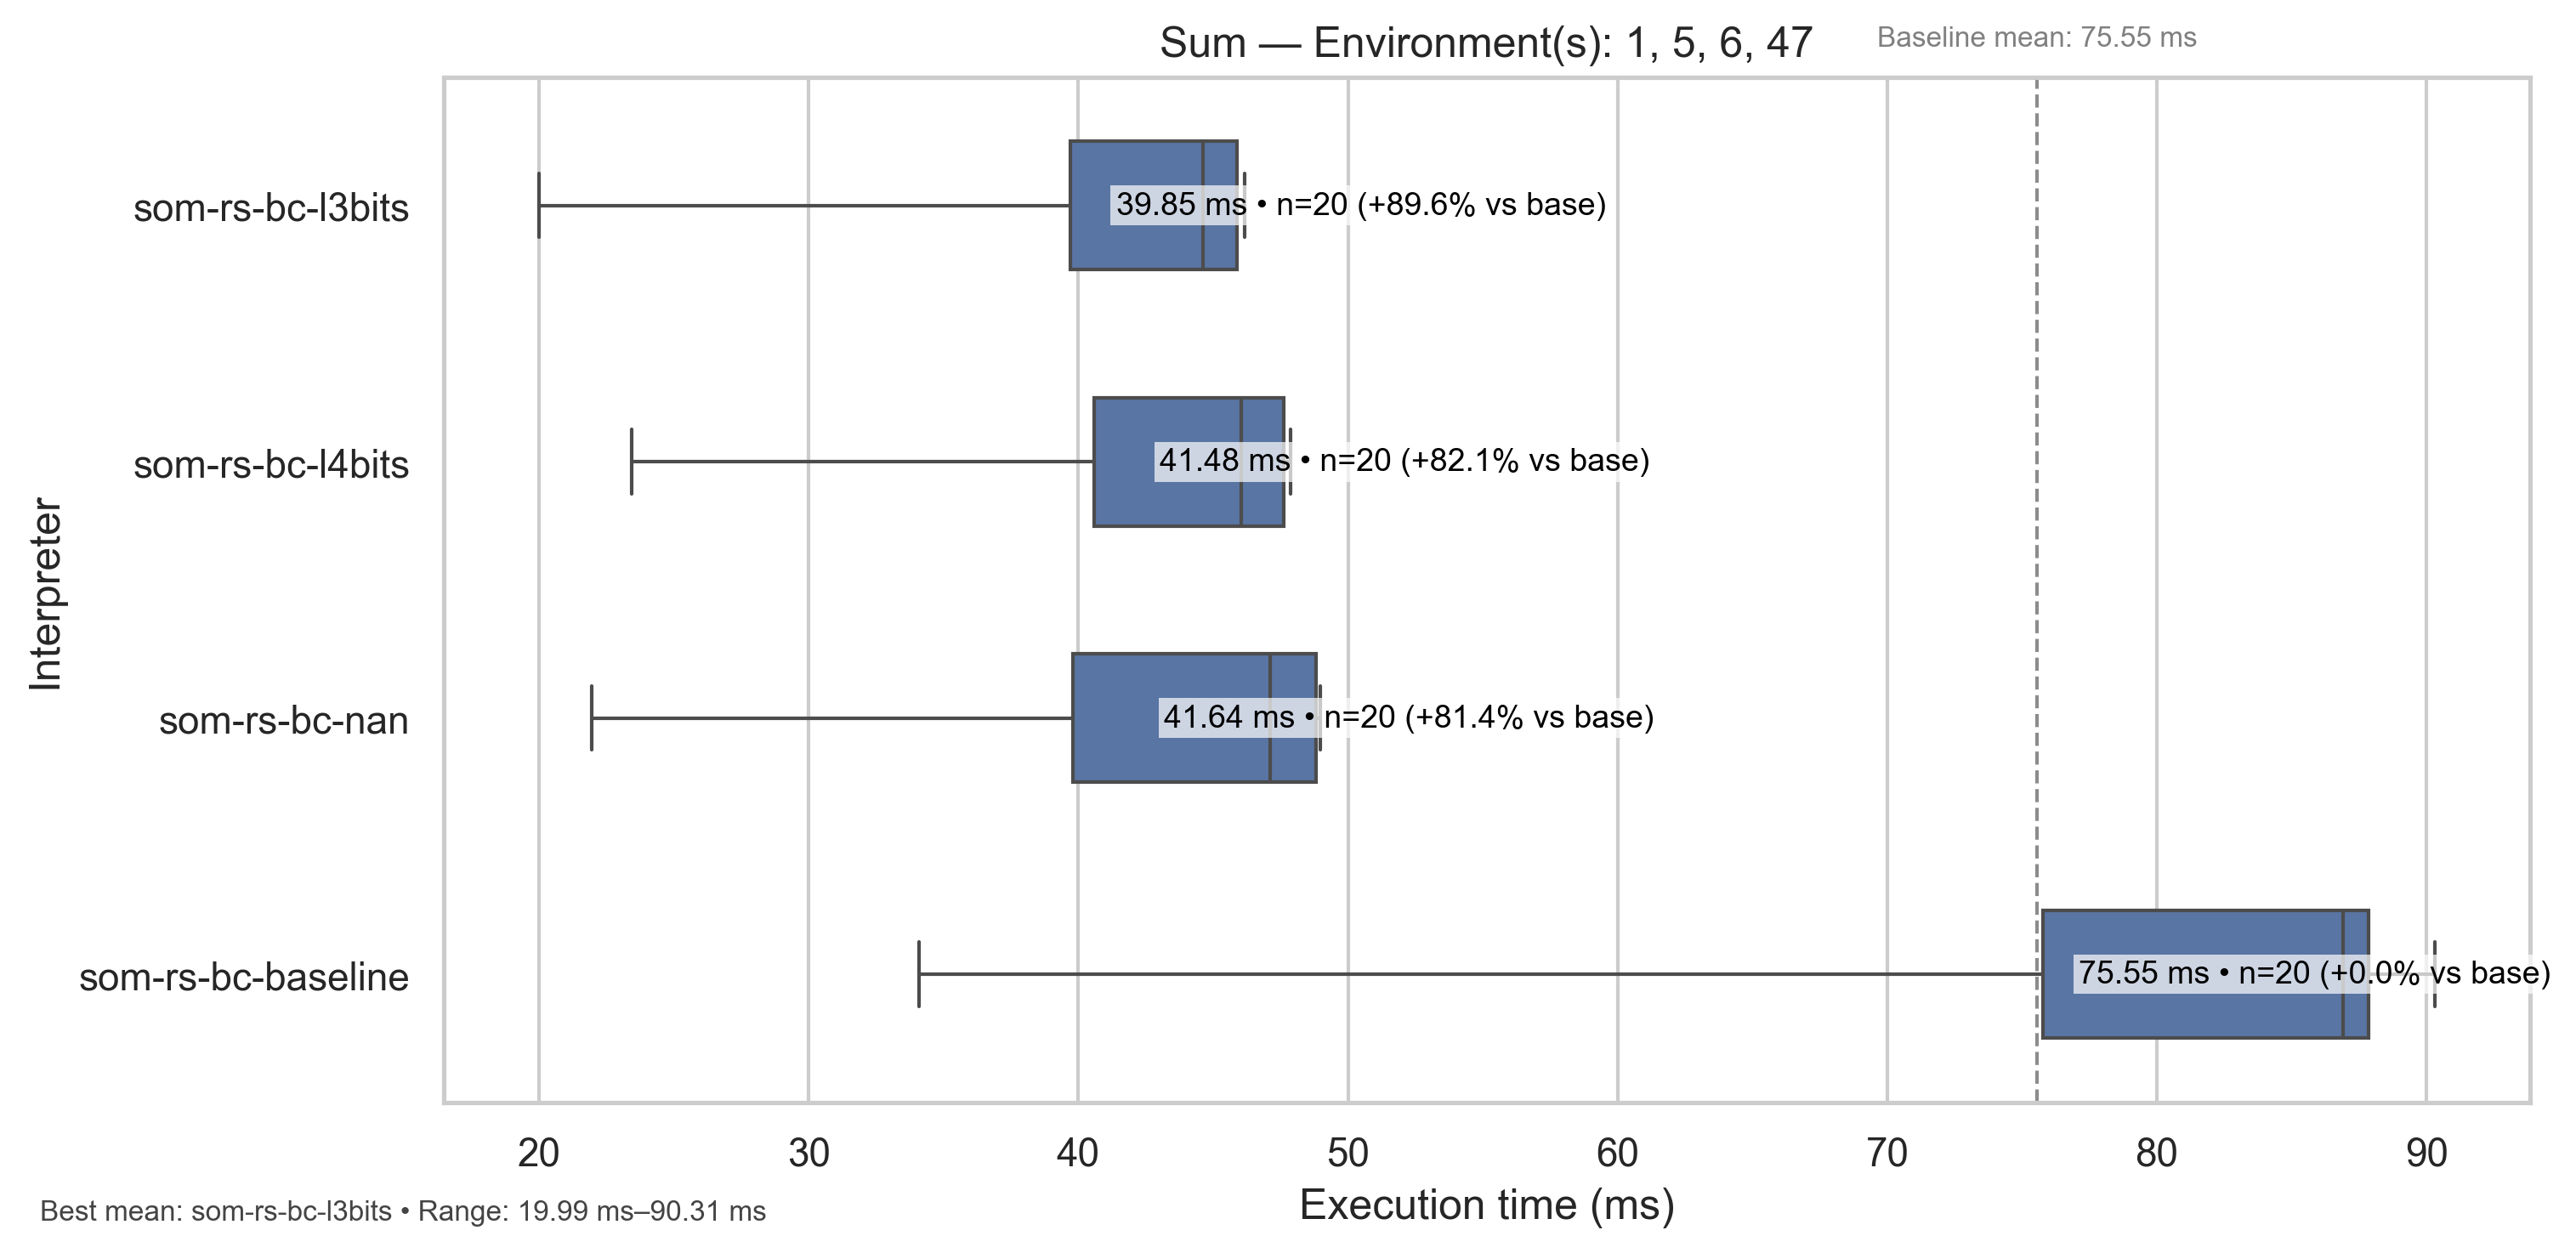 Sum — Environment(s): 1, 5, 6, 47
Baseline mean: 75.55 ms
som-rs-bc-l3bits
39.85 ms • n=20 (+89.6% vs base)
som-rs-bc-l4bits
41.48 ms • n=20 (+82.1% vs base)
Interpreter
som-rs-bc-nan
41.64 ms • n=20 (+81.4% vs base)
som-rs-bc-baseline
75.55 ms • n=20 (+0.0% vs base)
20 30 40 50 60 70 80 90
Execution time (ms)
Best mean: som-rs-bc-l3bits • Range: 19.99 ms–90.31 ms